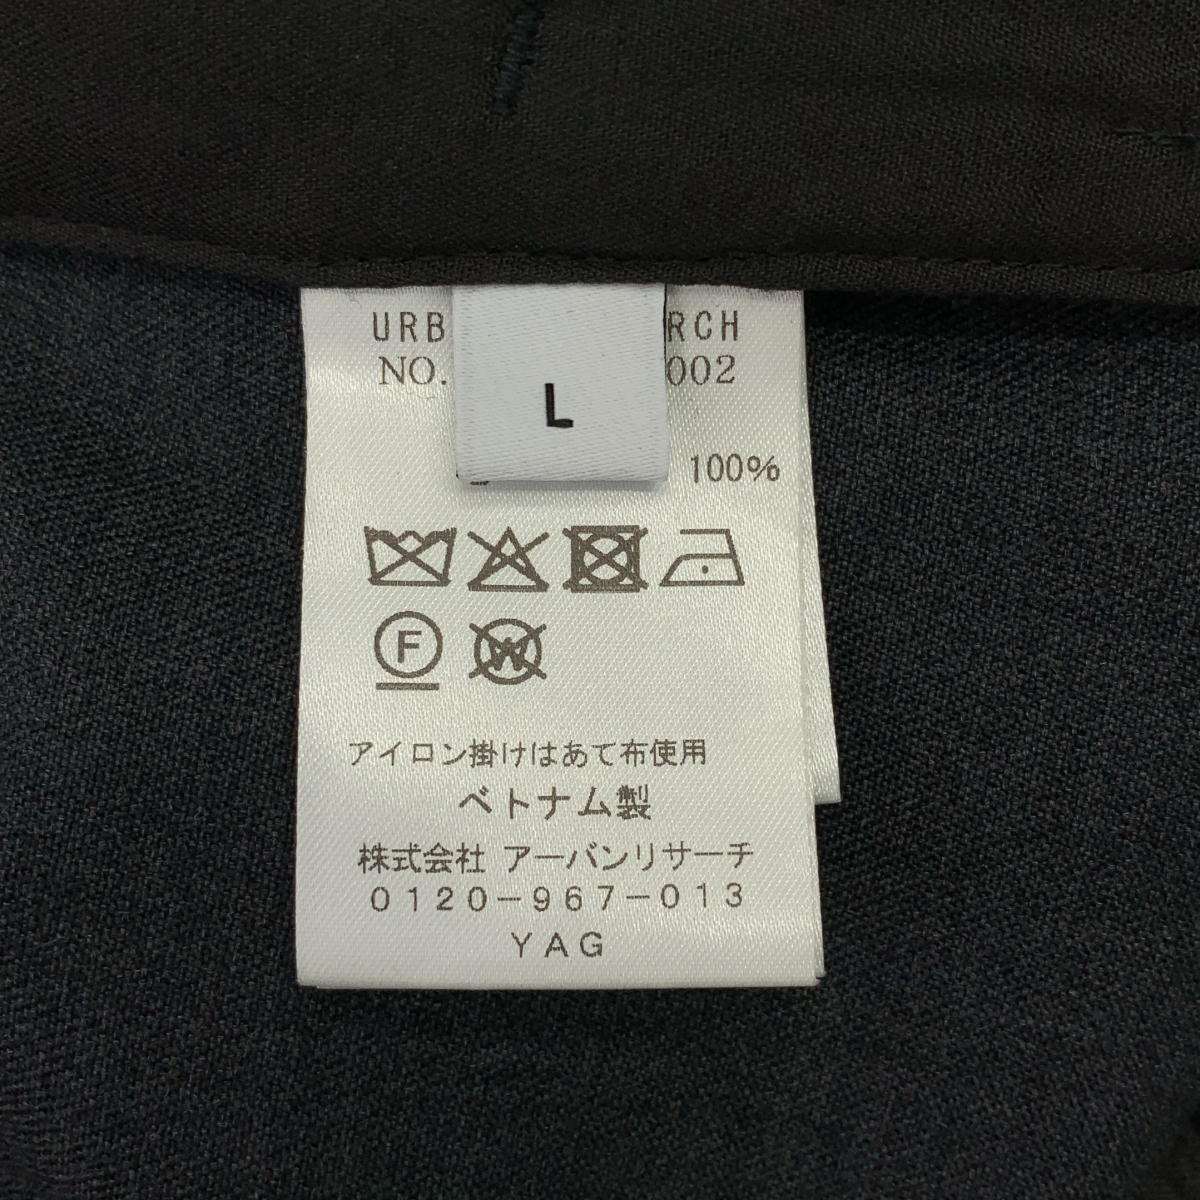 URB RCH
NO. 002
L
100%
F
W
アイロン掛けはあて布使用
ベトナム製
株式会社 アーバンリサーチ
0120-967-013
YAG